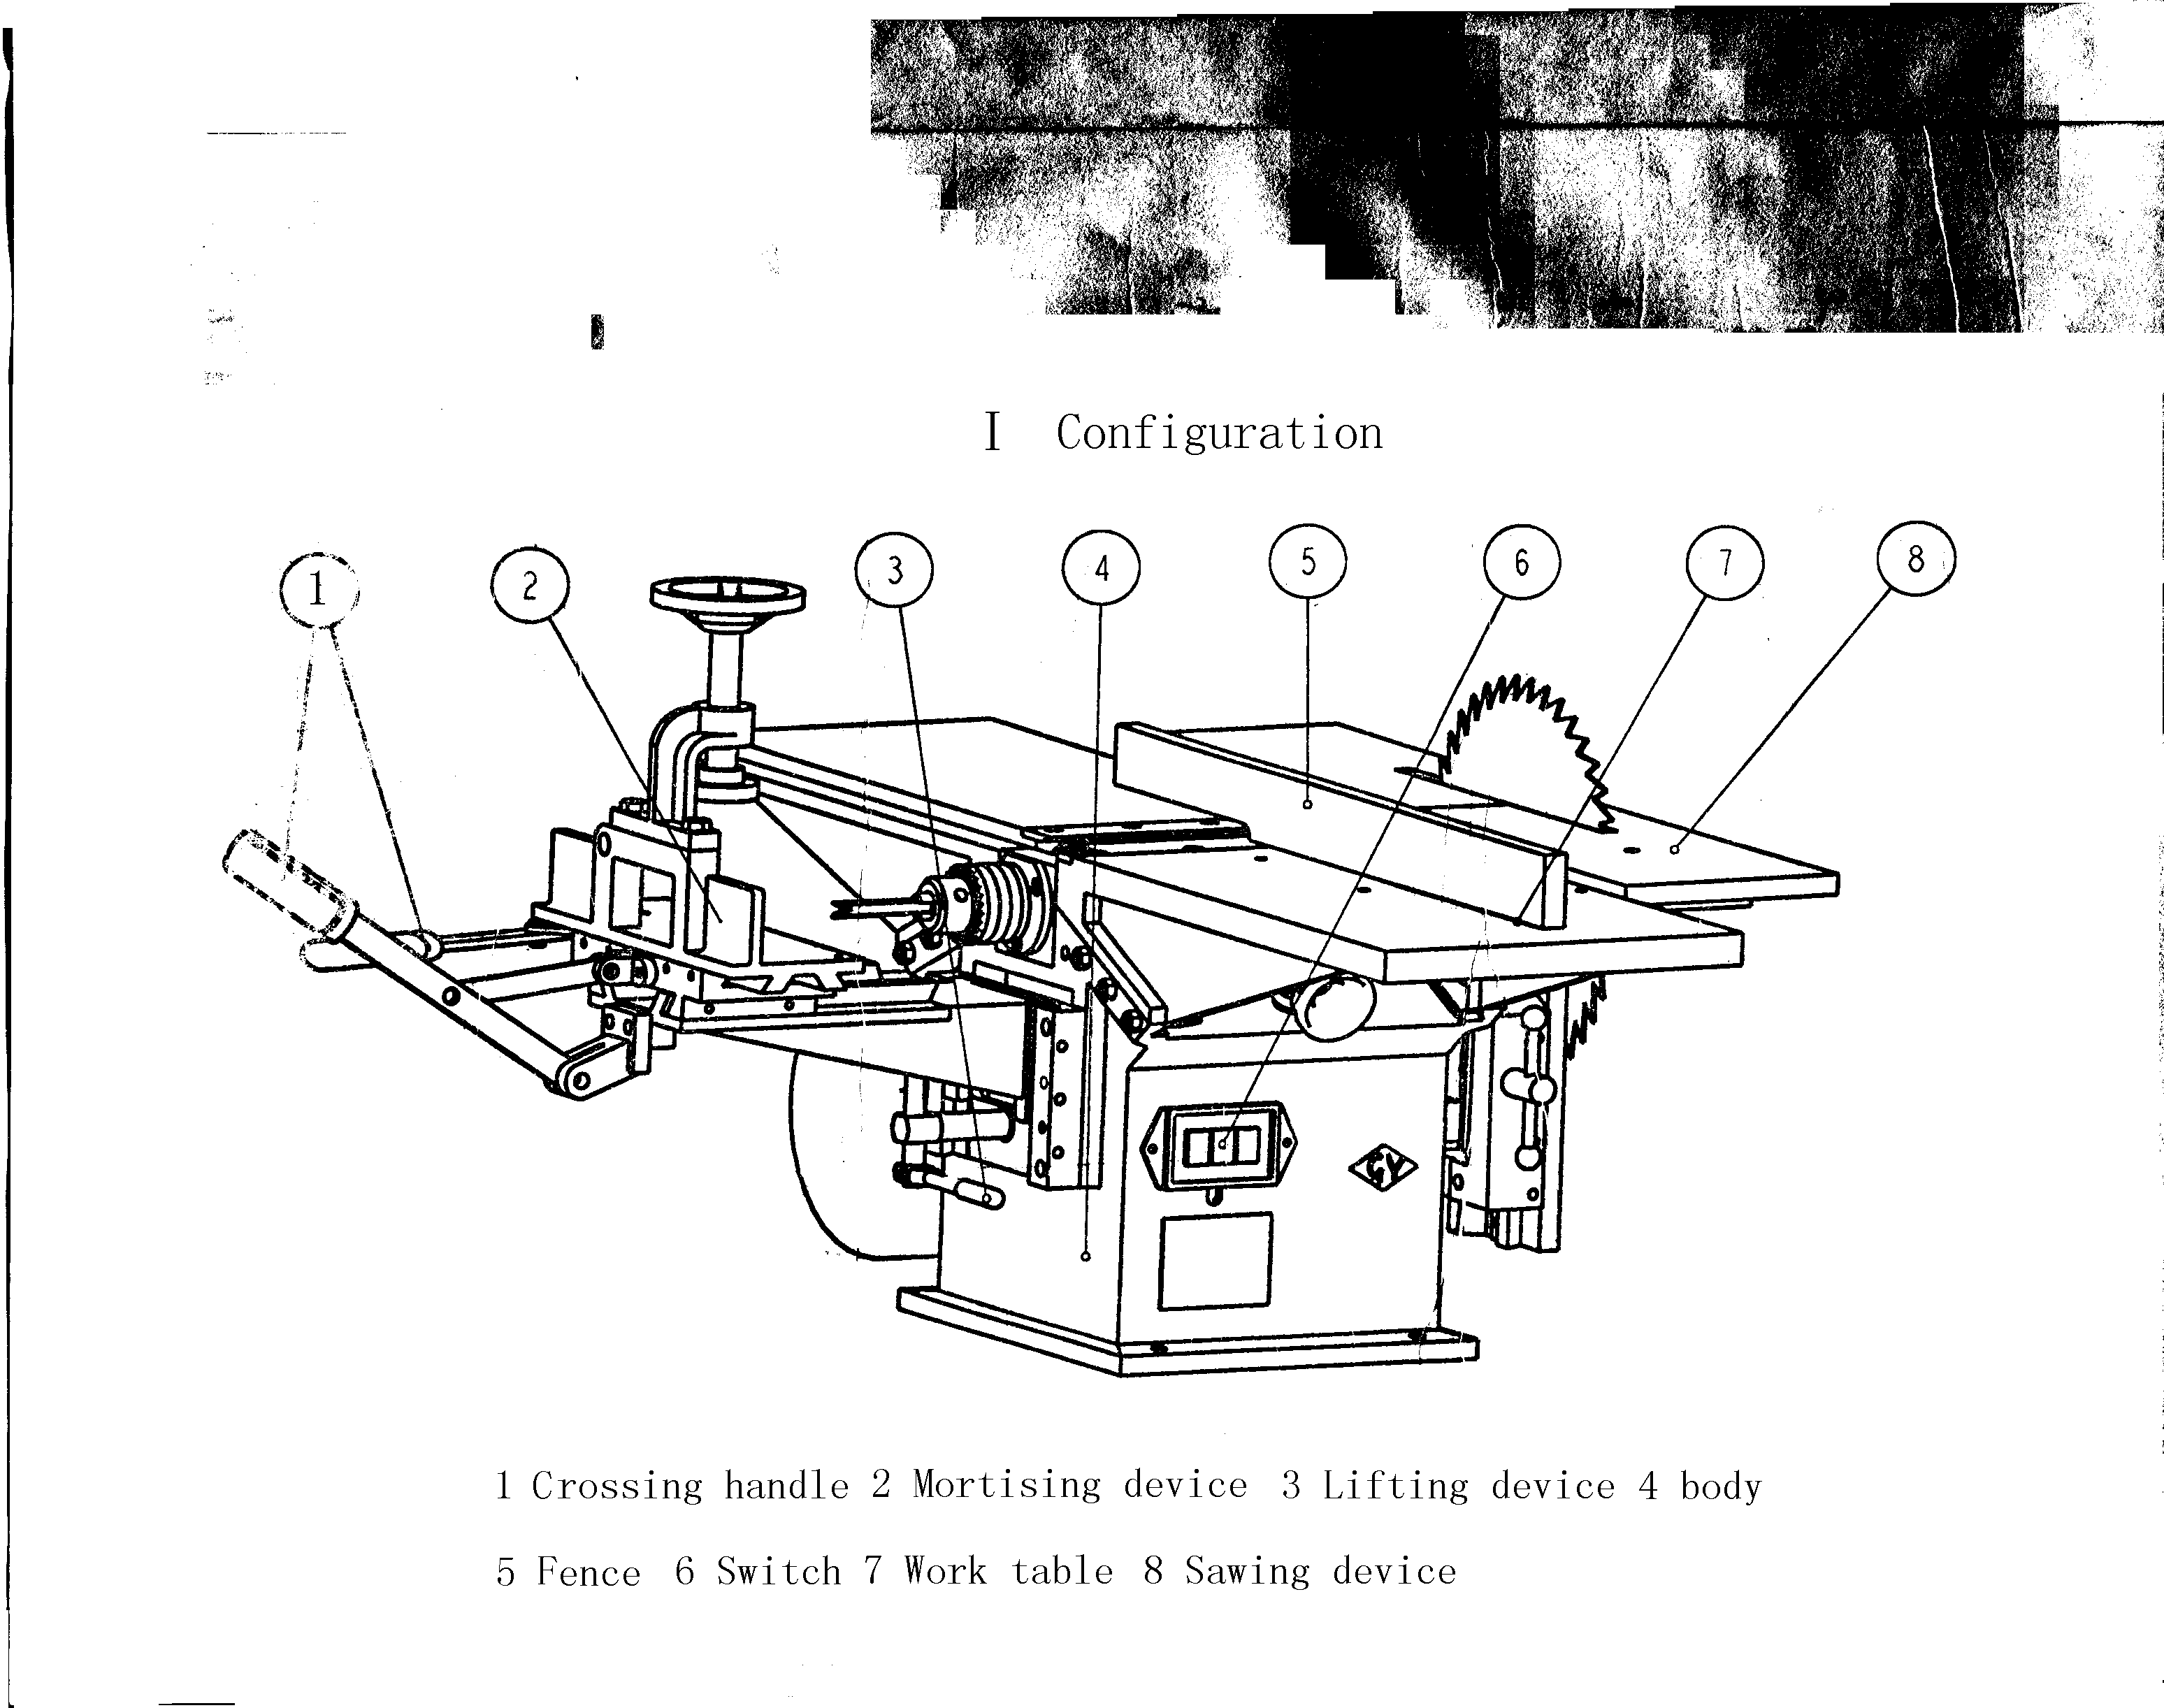 I Configuration
1 2 3 4 5 6 7 8
GY
1 Crossing handle 2 Mortising device 3 Lifting device 4 body
5 Fence 6 Switch 7 Work table 8 Sawing device